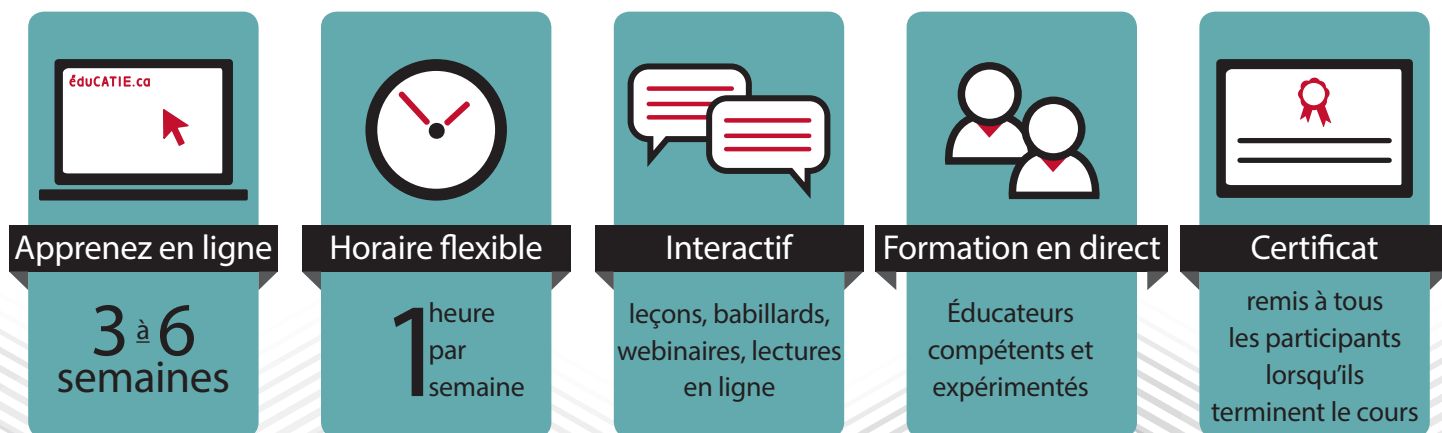 éduCATIE.ca
Apprenez en ligne
3 à 6
semaines
Horaire flexible
1 heure
par
semaine
Interactif
leçons, babillards,
webinaires, lectures
en ligne
Formation en direct
Éducateurs
compétents et
expérimentés
Certificat
remis à tous
les participants
lorsqu'ils
terminent le cours